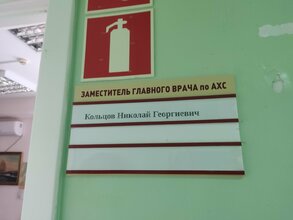 ЗАМЕСТИТЕЛЬ ГЛАВНОГО ВРАЧА по АХС
Кольцов Николай Георгиевич